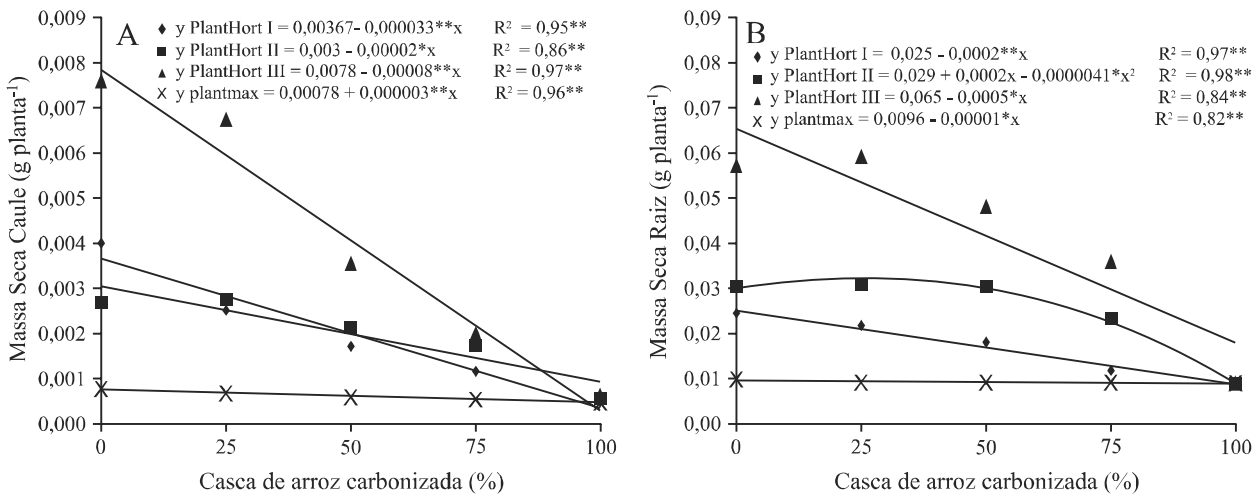 A
♦ y PlantHort I = 0,00367- 0,000033**x R² = 0,95**
■ y PlantHort II = 0,003 - 0,00002*x R² = 0,86**
▲ y PlantHort III = 0,0078 - 0,00008**x R² = 0,97**
X y plantmax = 0,00078 + 0,000003**x R² = 0,96**
Massa Seca Caule (g planta⁻¹)
0,009
0,008
0,007
0,006
0,005
0,004
0,003
0,002
0,001
0,000
0 25 50 75 100
Casca de arroz carbonizada (%)
B
♦ y PlantHort I = 0,025 - 0,0002**x R² = 0,97**
■ y PlantHort II = 0,029 + 0,0002x - 0,0000041*x² R² = 0,98**
▲ y PlantHort III = 0,065 - 0,0005*x R² = 0,84**
X y plantmax = 0,0096 - 0,00001*x R² = 0,82**
Massa Seca Raiz (g planta⁻¹)
0,09
0,08
0,07
0,06
0,05
0,04
0,03
0,02
0,01
0,00
0 25 50 75 100
Casca de arroz carbonizada (%)